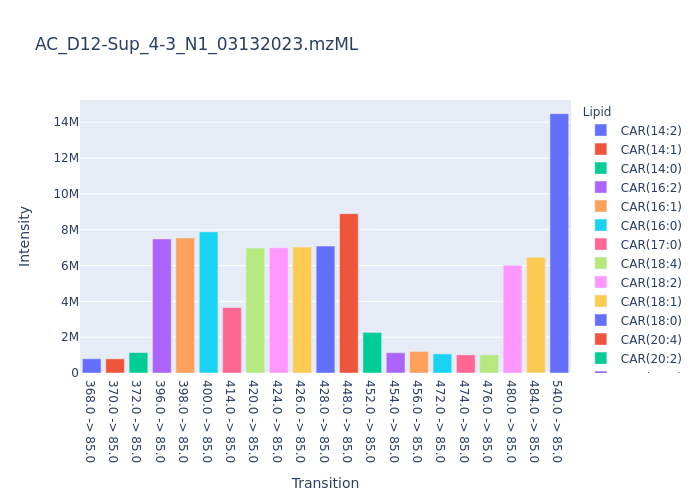 AC_D12-Sup_4-3_N1_03132023.mzML
Intensity
14M
12M
10M
8M
6M
4M
2M
0
368.0 -> 85.0
370.0 -> 85.0
372.0 -> 85.0
396.0 -> 85.0
398.0 -> 85.0
400.0 -> 85.0
414.0 -> 85.0
420.0 -> 85.0
424.0 -> 85.0
426.0 -> 85.0
428.0 -> 85.0
448.0 -> 85.0
452.0 -> 85.0
454.0 -> 85.0
456.0 -> 85.0
472.0 -> 85.0
474.0 -> 85.0
476.0 -> 85.0
480.0 -> 85.0
484.0 -> 85.0
540.0 -> 85.0
Transition
Lipid
CAR(14:2)
CAR(14:1)
CAR(14:0)
CAR(16:2)
CAR(16:1)
CAR(16:0)
CAR(17:0)
CAR(18:4)
CAR(18:2)
CAR(18:1)
CAR(18:0)
CAR(20:4)
CAR(20:2)